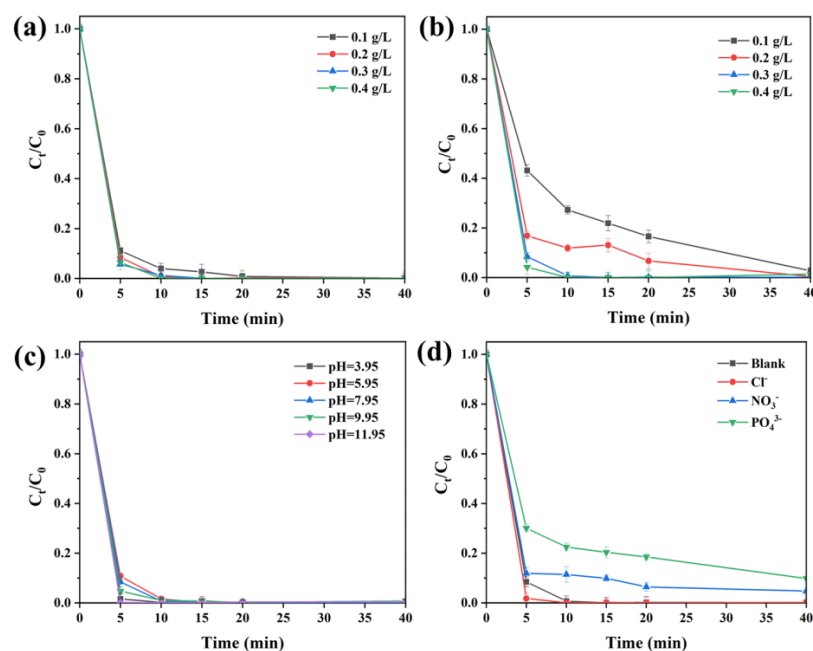 (a)
0.1 g/L
0.2 g/L
0.3 g/L
0.4 g/L
Cₜ/C₀
1.0
0.8
0.6
0.4
0.2
0.0
0 5 10 15 20 25 30 35 40
Time (min)
(b)
0.1 g/L
0.2 g/L
0.3 g/L
0.4 g/L
Cₜ/C₀
1.0
0.8
0.6
0.4
0.2
0.0
0 5 10 15 20 25 30 35 40
Time (min)
(c)
pH=3.95
pH=5.95
pH=7.95
pH=9.95
pH=11.95
Cₜ/C₀
1.0
0.8
0.6
0.4
0.2
0.0
0 5 10 15 20 25 30 35 40
Time (min)
(d)
Blank
Cl⁻
NO₃⁻
PO₄³⁻
Cₜ/C₀
1.0
0.8
0.6
0.4
0.2
0.0
0 5 10 15 20 25 30 35 40
Time (min)